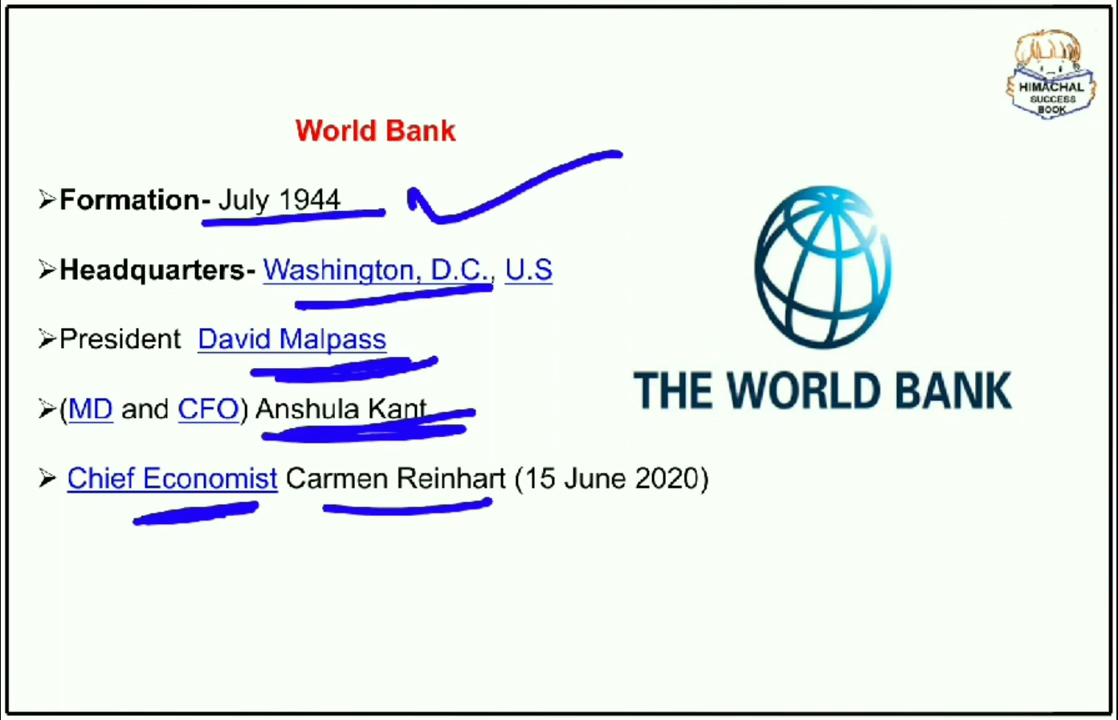 HIMACHAL
SUCCESS
BOOK
World Bank
➢Formation- July 1944
➢Headquarters- Washington, D.C., U.S
➢President David Malpass
➢(MD and CFO) Anshula Kant
➢ Chief Economist Carmen Reinhart (15 June 2020)
THE WORLD BANK